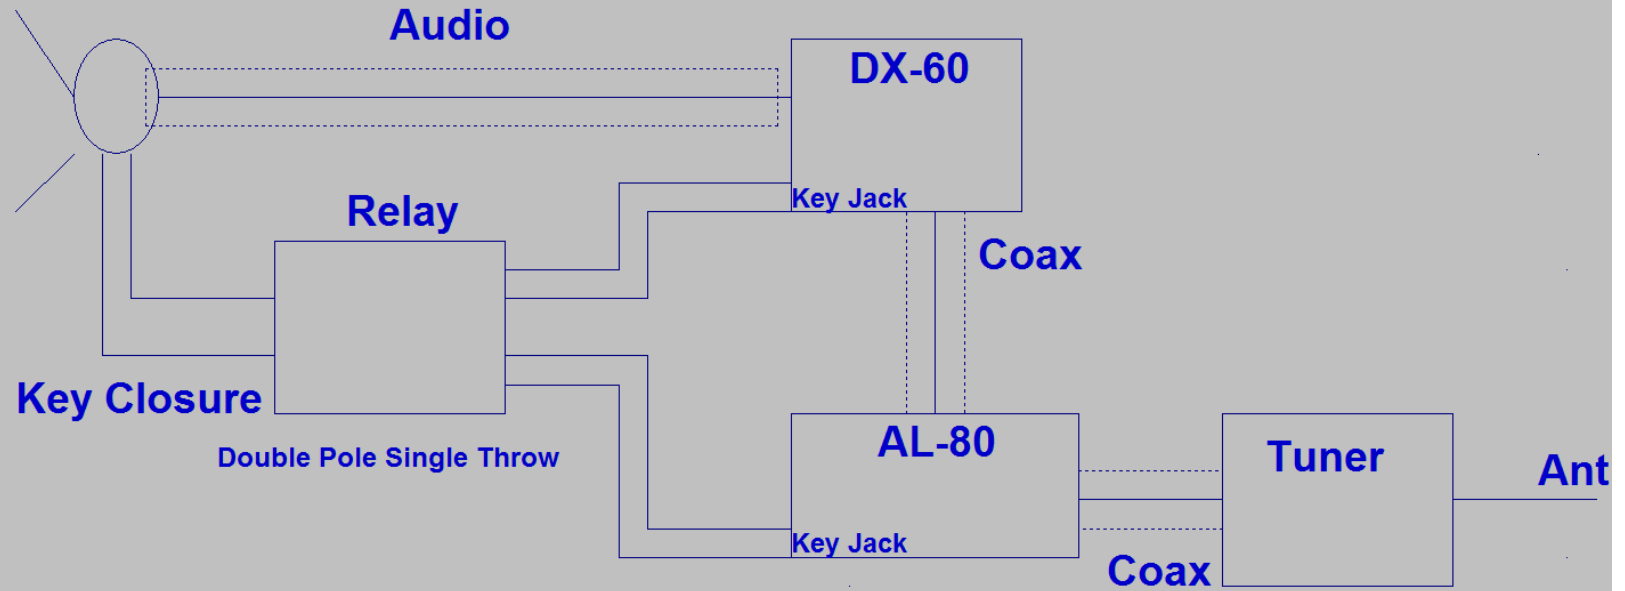 Audio
DX-60
Key Jack
Relay
Coax
Key Closure
Double Pole Single Throw
AL-80
Key Jack
Tuner
Ant
Coax